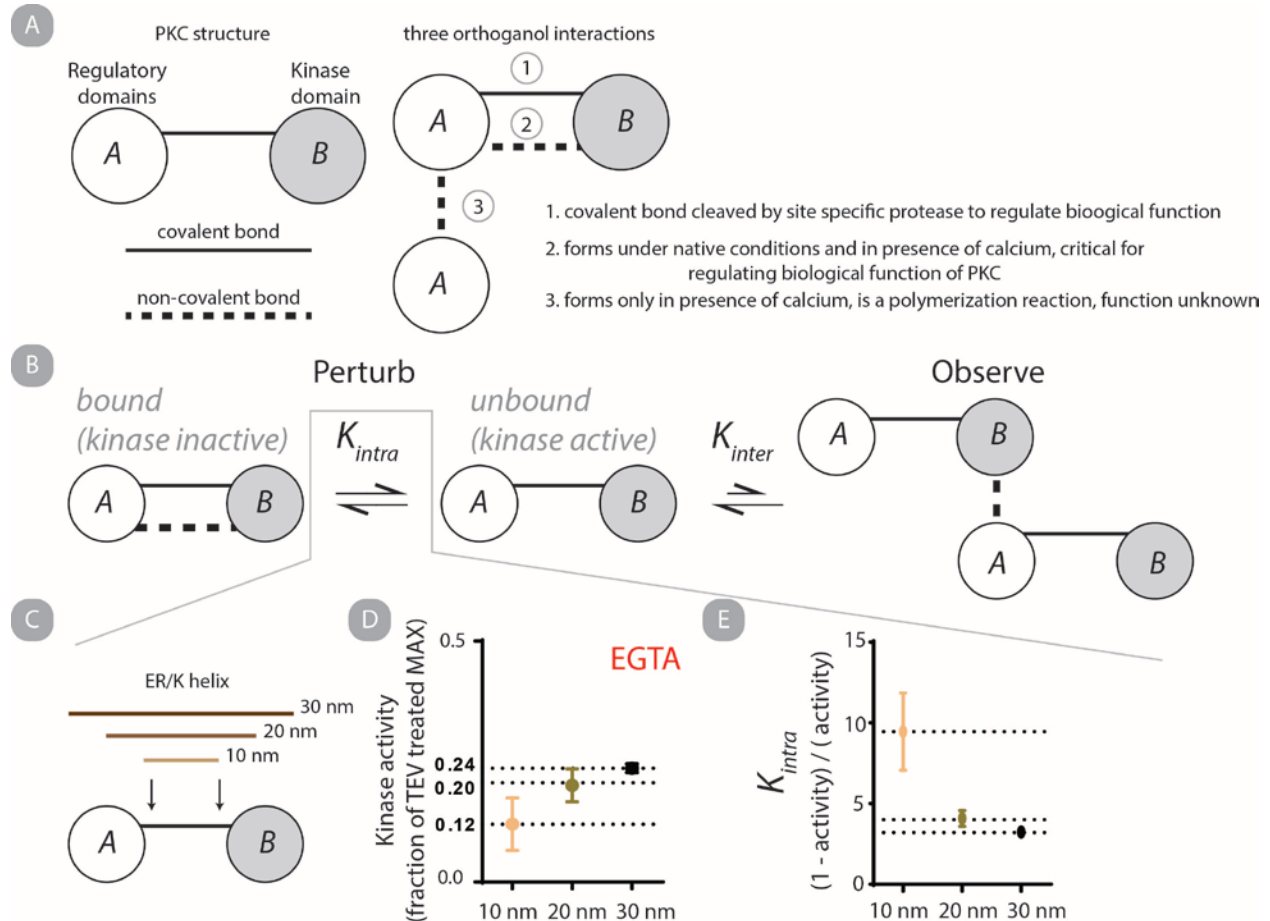 A
PKC structure
three orthoganol interactions
Regulatory
domains
Kinase
domain
A
B
covalent bond
non-covalent bond
1
A
2
B
3
A
1. covalent bond cleaved by site specific protease to regulate bioogical function
2. forms under native conditions and in presence of calcium, critical for
regulating biological function of PKC
3. forms only in presence of calcium, is a polymerization reaction, function unknown
B
Perturb
Observe
bound
(kinase inactive)
K intra
unbound
(kinase active)
K inter
A
B
A
B
A
B
A
B
C
ER/K helix
30 nm
20 nm
10 nm
A
B
D
Kinase activity
(fraction of TEV treated MAX)
EGTA
0.5
0.24
0.20
0.12
0.0
10 nm 20 nm 30 nm
E
K intra
(1 - activity) / ( activity)
15
10
5
0
10 nm 20 nm 30 nm